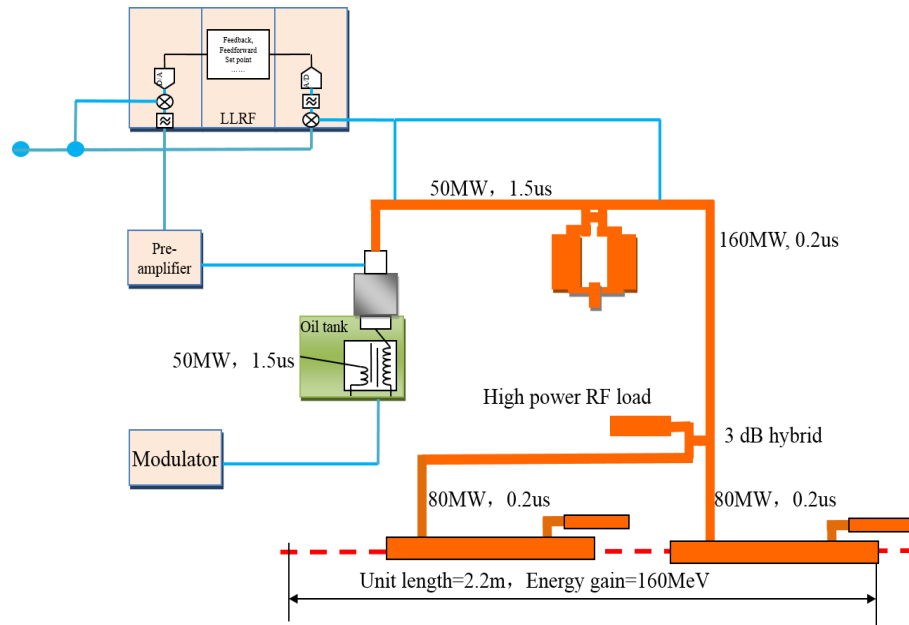 Feedback,
Feedforward
Set point
... ...
D/A
A/D
LLRF
50MW，1.5us
Pre-
amplifier
160MW, 0.2us
Oil tank
50MW，1.5us
High power RF load
3 dB hybrid
Modulator
80MW，0.2us
80MW，0.2us
Unit length=2.2m，Energy gain=160MeV